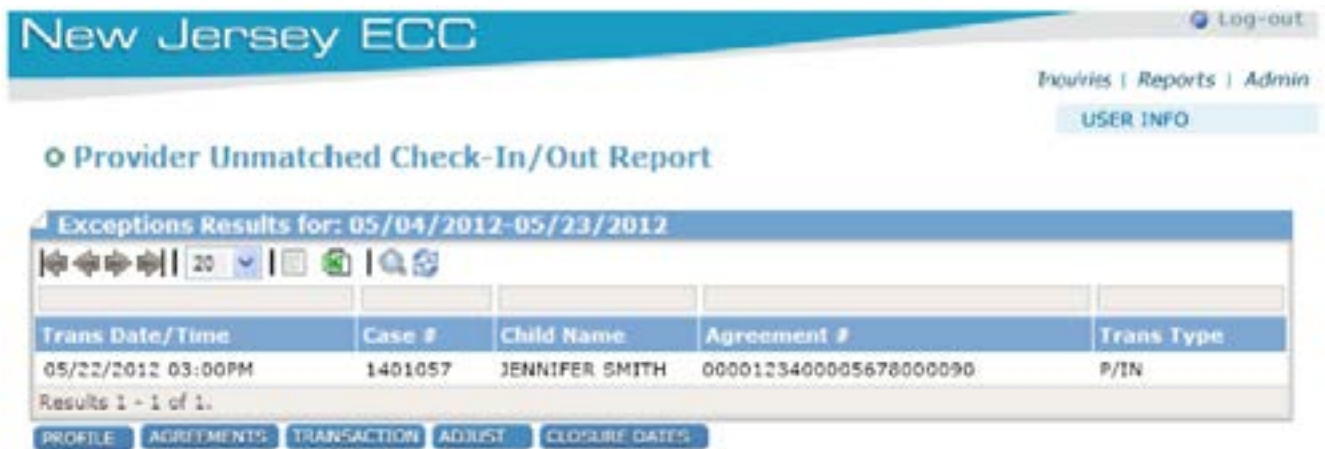 New Jersey ECC
Log-out
Inquiries | Reports | Admin
USER INFO
Provider Unmatched Check-In/Out Report
Exceptions Results for: 05/04/2012-05/23/2012
20
Trans Date/Time Case # Child Name Agreement # Trans Type
05/22/2012 03:00PM 1401057 JENNIFER SMITH 0000123400005678000090 P/IN
Results 1 - 1 of 1.
PROFILE AGREEMENTS TRANSACTION ADJUST CLOSURE DATES